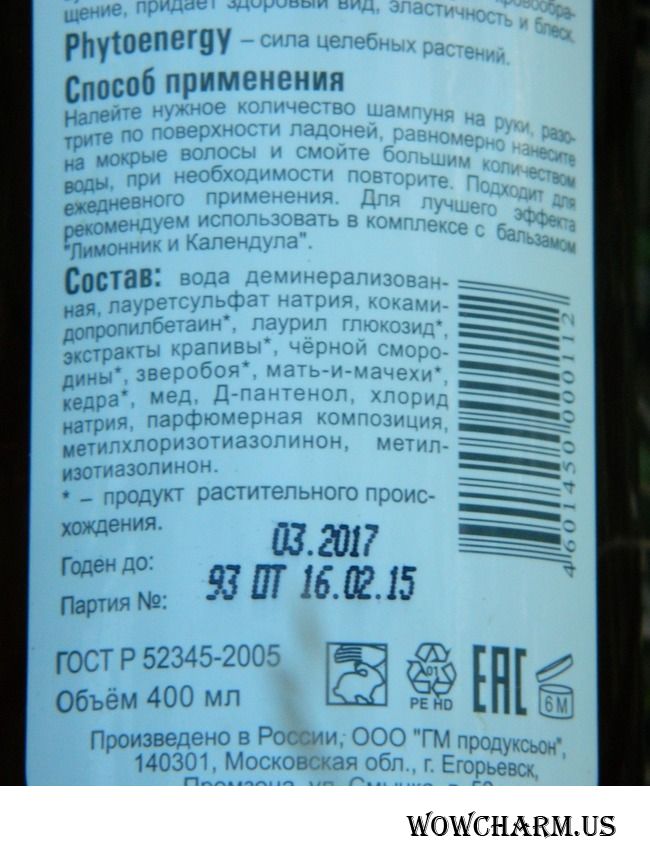 щение, придаёт здоровый вид, эластичность и блеск.
Phytoenergy – сила целебных растений.
Способ применения
Налейте нужное количество шампуня на руки, разо-
трите по поверхности ладоней, равномерно нанесите
на мокрые волосы и смойте большим количеством
воды, при необходимости повторите. Подходит для
ежедневного применения. Для лучшего эффекта
рекомендуем использовать в комплексе с бальзамом
"Лимонник и Календула".
Состав: вода деминерализован-
ная, лауретсульфат натрия, коками-
допропилбетаин*, лаурил глюкозид*,
экстракты крапивы*, чёрной сморо-
дины*, зверобоя*, мать-и-мачехи*,
кедра*, мед, Д-пантенол, хлорид
натрия, парфюмерная композиция,
метилхлоризотиазолинон, метил-
изотиазолинон.
* – продукт растительного проис-
хождения.
4601450000112
Годен до: 03.2017
Партия №: 93 ПТ 16.02.15
ГОСТ Р 52345-2005
Объём 400 мл
01
PE HD
EAC
6 M
Произведено в России, ООО "ГМ продуксьон",
140301, Московская обл., г. Егорьевск,
WOWCHARM.US